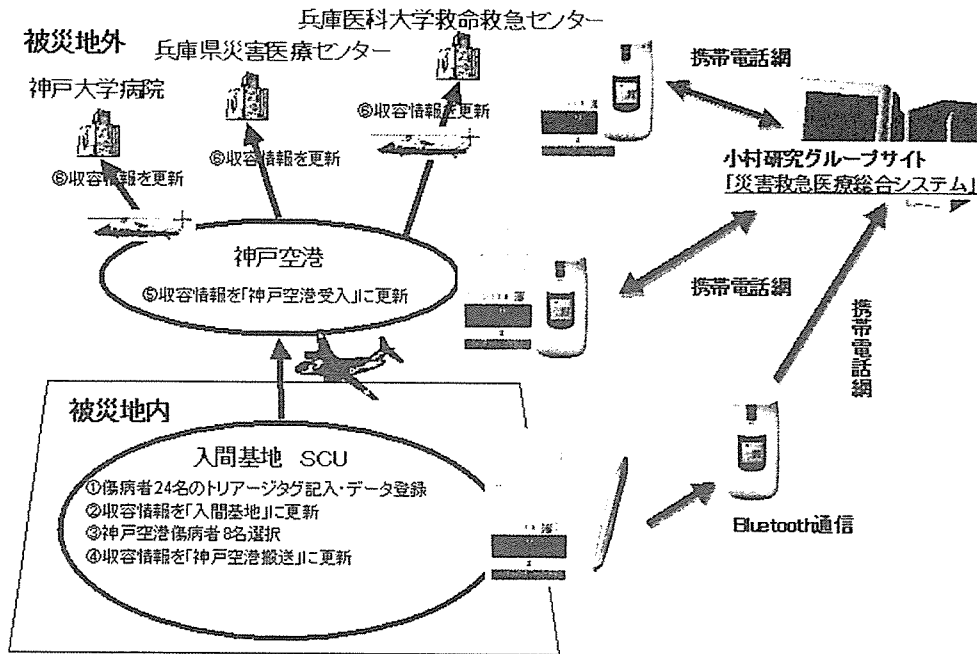 被災地外
兵庫医科大学救命救急センター
兵庫県災害医療センター
神戸大学病院
⑥収容情報を更新
⑥収容情報を更新
⑥収容情報を更新
携帯電話網
小村研究グループサイト
「災害救急医療総合システム」
神戸空港
⑤収容情報を「神戸空港受入」に更新
携帯電話網
携帯電話網
被災地内
入間基地 SCU
①傷病者24名のトリアージタグ記入・データ登録
②収容情報を「入間基地」に更新
③神戸空港傷病者8名選択
④収容情報を「神戸空港搬送」に更新
Bluetooth通信